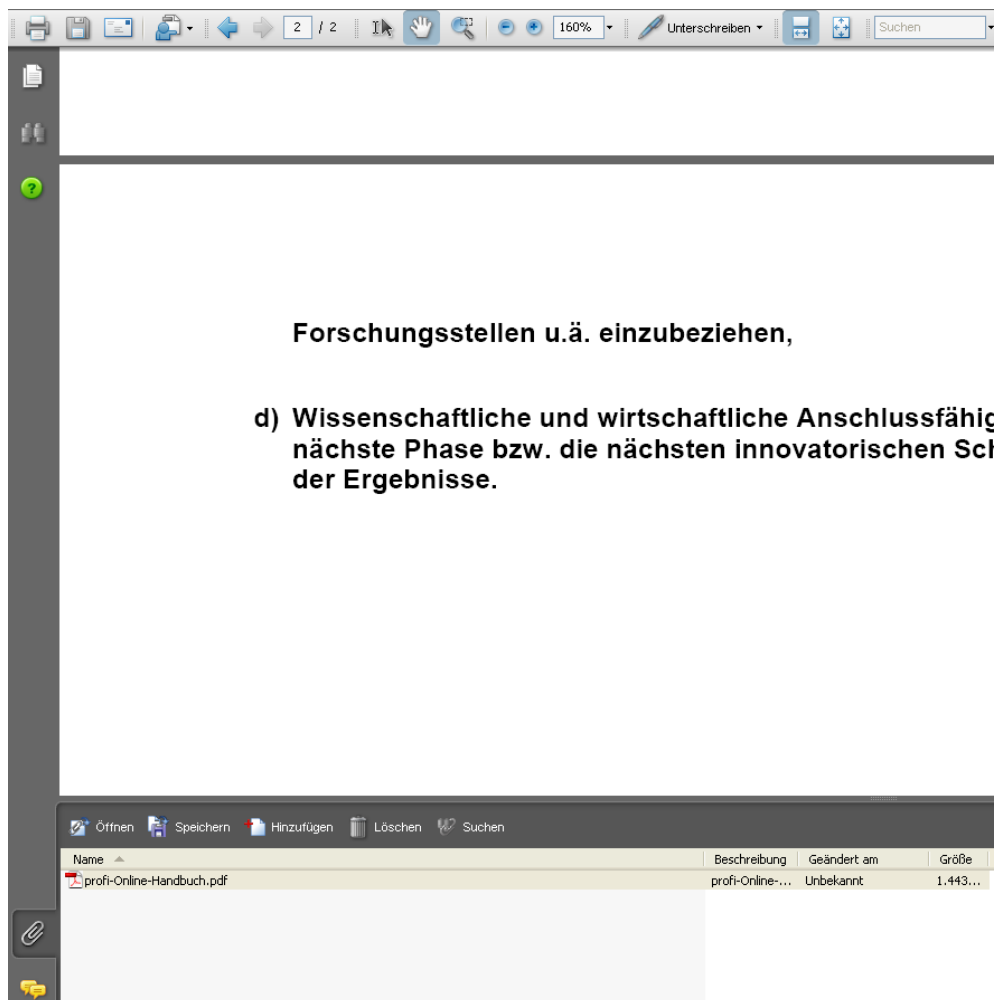 2 / 2 160% Unterschreiben Suchen
Forschungsstellen u.ä. einzubeziehen,
d) Wissenschaftliche und wirtschaftliche Anschlussfähig
nächste Phase bzw. die nächsten innovatorischen Sch
der Ergebnisse.
Öffnen Speichern Hinzufügen Löschen Suchen
Name Beschreibung Geändert am Größe
profi-Online-Handbuch.pdf profi-Online-... Unbekannt 1.443...